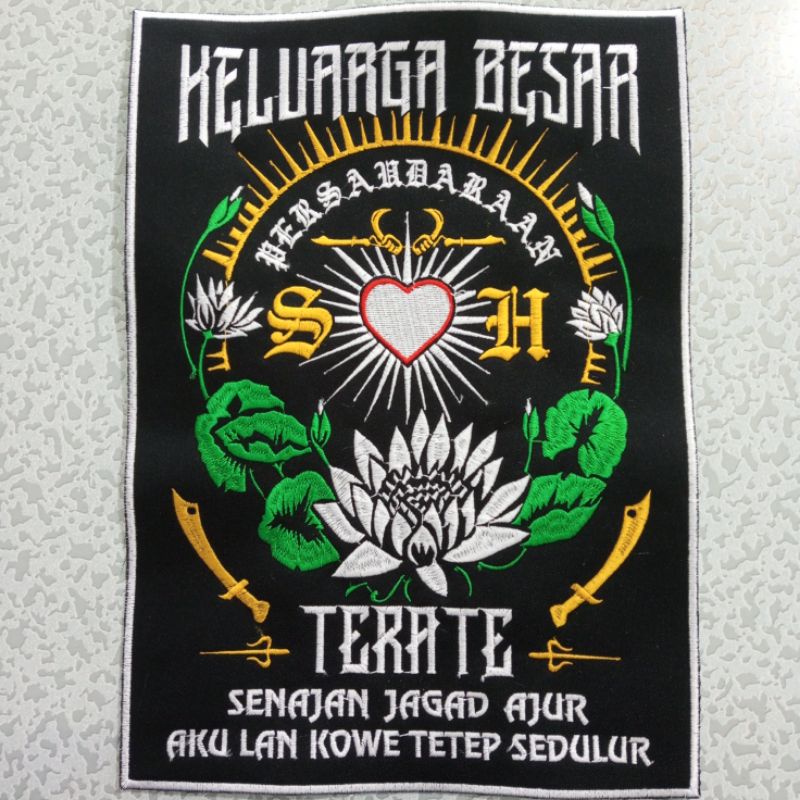 KELUARGA BESAR
PERSAUDARAAN
S H
TERATE
SENAJAN JAGAD AJUR
AKU LAN KOWE TETEP SEDULUR